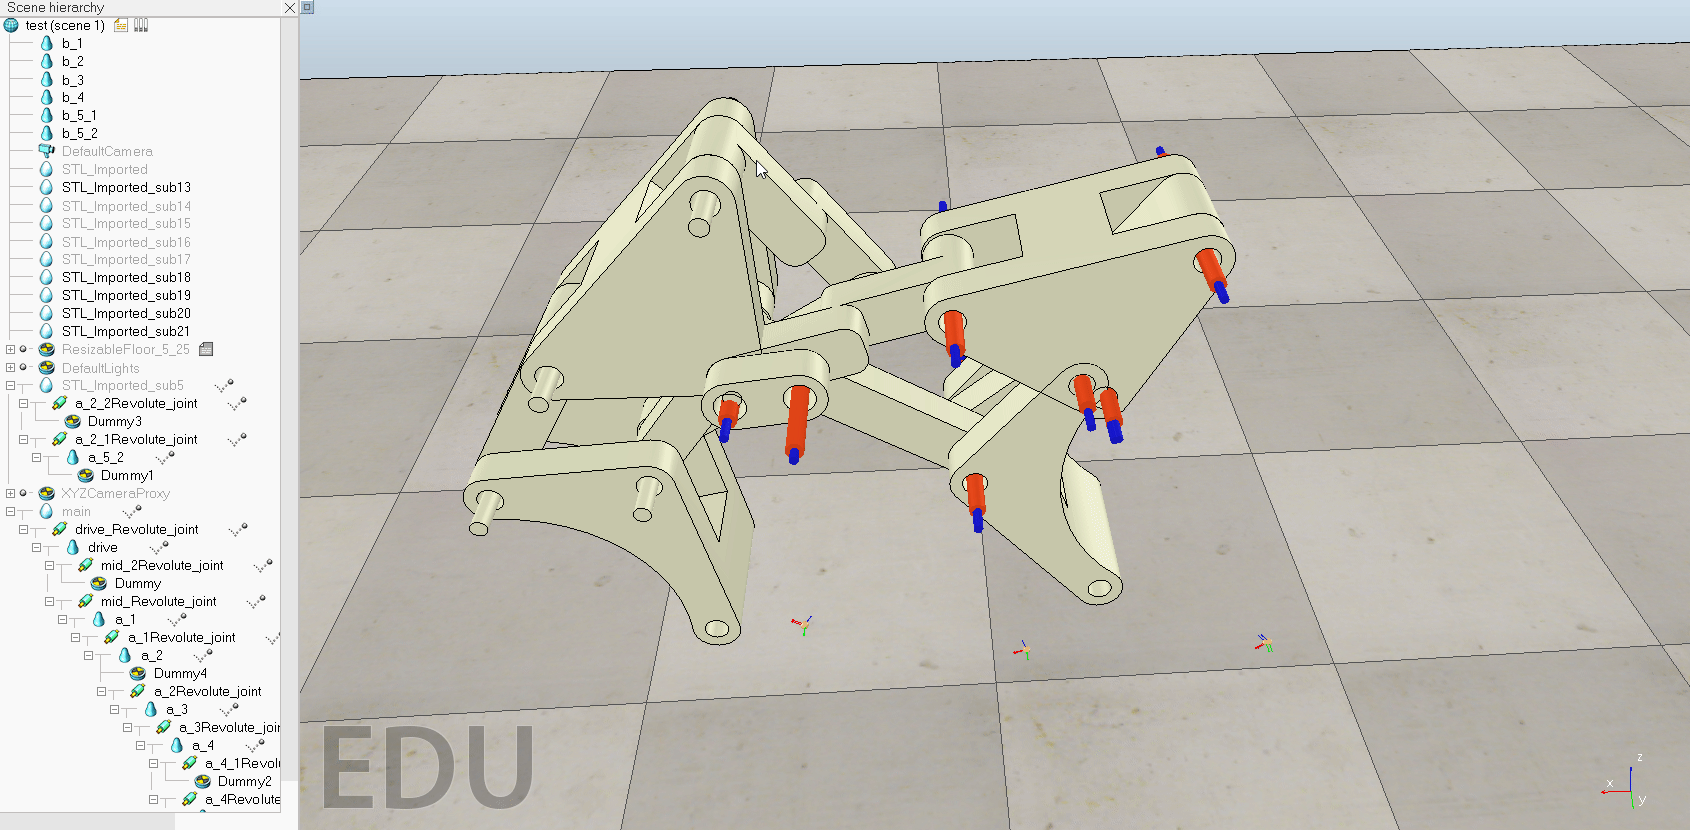 Scene hierarchy
test (scene 1)
b_1
b_2
b_3
b_4
b_5_1
b_5_2
DefaultCamera
STL_Imported
STL_Imported_sub13
STL_Imported_sub14
STL_Imported_sub15
STL_Imported_sub16
STL_Imported_sub17
STL_Imported_sub18
STL_Imported_sub19
STL_Imported_sub20
STL_Imported_sub21
ResizableFloor_5_25
DefaultLights
STL_Imported_sub5
a_2_2Revolute_joint
Dummy3
a_2_1Revolute_joint
a_5_2
Dummy1
XYZCameraProxy
main
drive_Revolute_joint
drive
mid_2Revolute_joint
Dummy
mid_Revolute_joint
a_1
a_1Revolute_joint
a_2
Dummy4
a_2Revolute_joint
a_3
a_3Revolute_joir
a_4
a_4_1Revol
Dummy2
a_4Revolute
EDU
z
x
y